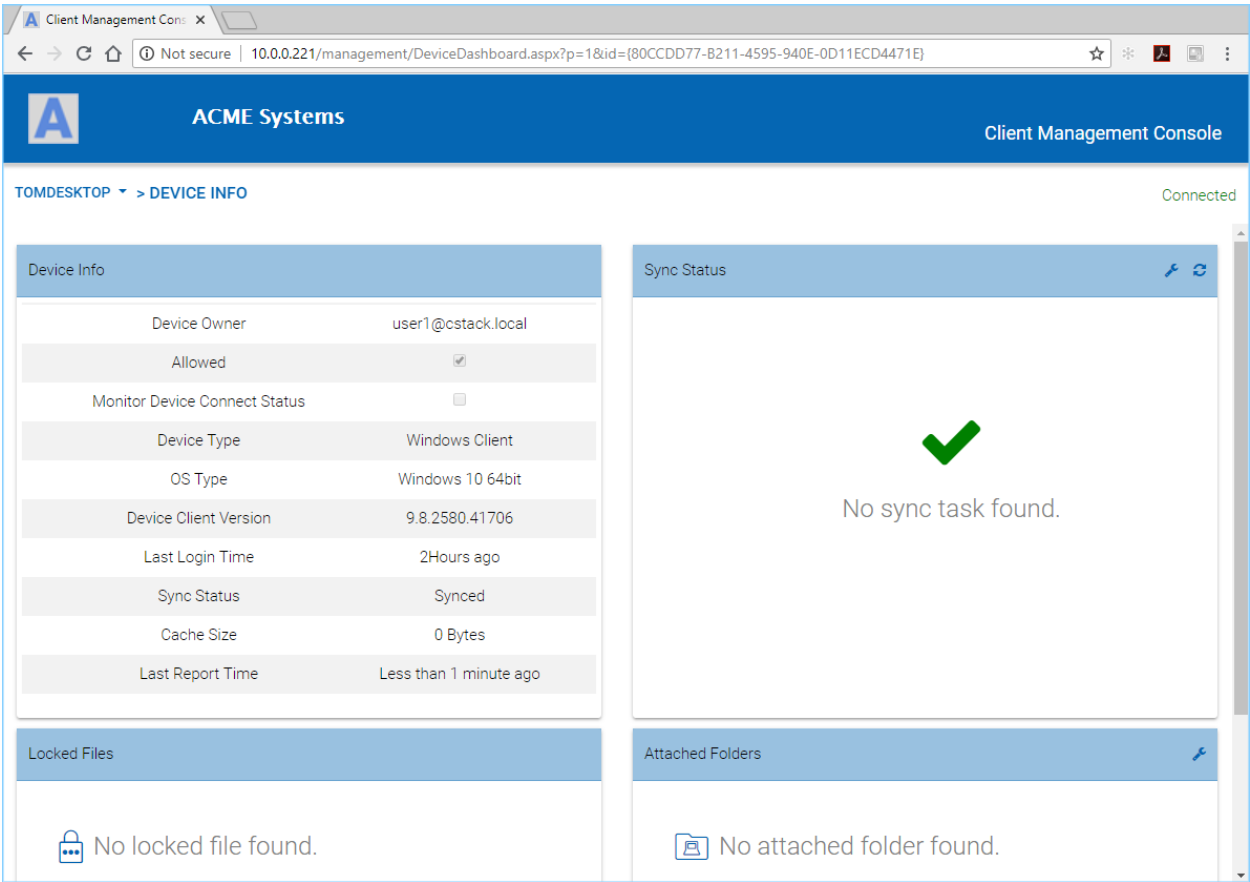 A Client Management Cons
Not secure | 10.0.0.221/management/DeviceDashboard.aspx?p=1&id={80CCDD77-B211-4595-940E-0D11ECD4471E}
A ACME Systems
Client Management Console
TOMDESKTOP > DEVICE INFO
Connected
Device Info
Device Owner user1@cstack.local
Allowed
Monitor Device Connect Status
Device Type Windows Client
OS Type Windows 10 64bit
Device Client Version 9.8.2580.41706
Last Login Time 2Hours ago
Sync Status Synced
Cache Size 0 Bytes
Last Report Time Less than 1 minute ago
Sync Status
No sync task found.
Locked Files
No locked file found.
Attached Folders
No attached folder found.